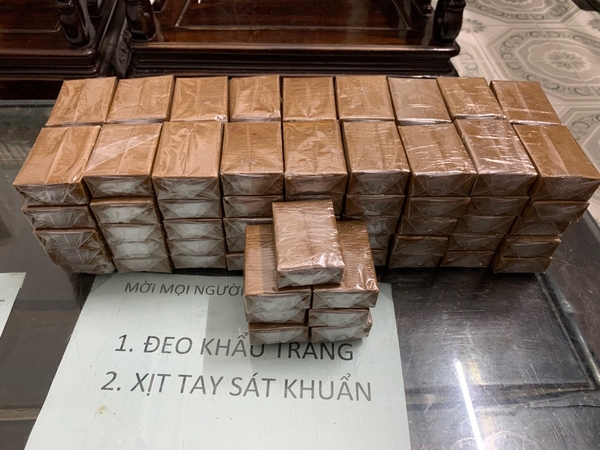 MỜI MỌI NGƯỜI
1. ĐEO KHẨU TRANG
2. XỊT TAY SÁT KHUẨN